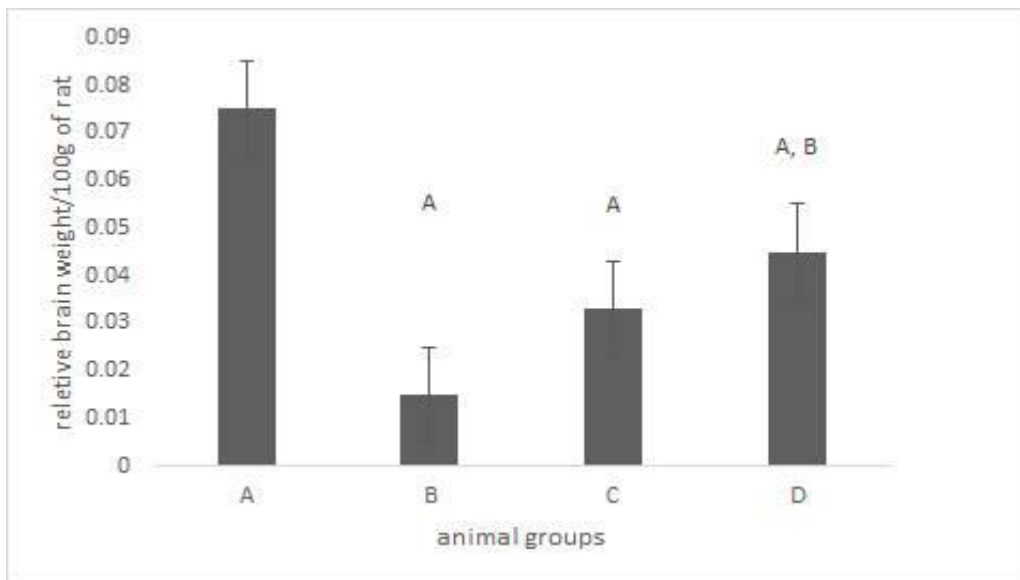 0.09
0.08
0.07
0.06
0.05
0.04
0.03
0.02
0.01
0
reletive brain weight/100g of rat
A
A
A, B
A B C D
animal groups